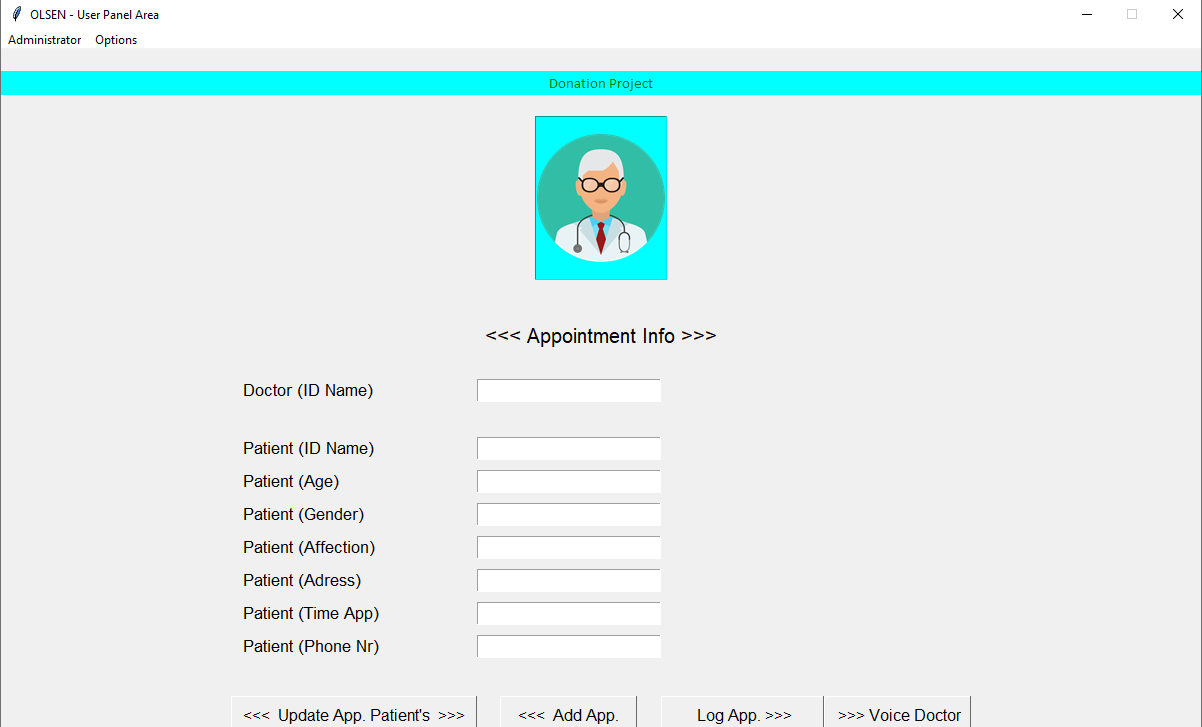 OLSEN - User Panel Area
Administrator Options
Donation Project
<<< Appointment Info >>>
Doctor (ID Name)
Patient (ID Name)
Patient (Age)
Patient (Gender)
Patient (Affection)
Patient (Adress)
Patient (Time App)
Patient (Phone Nr)
<<< Update App. Patient's >>> <<< Add App. Log App. >>> >>> Voice Doctor